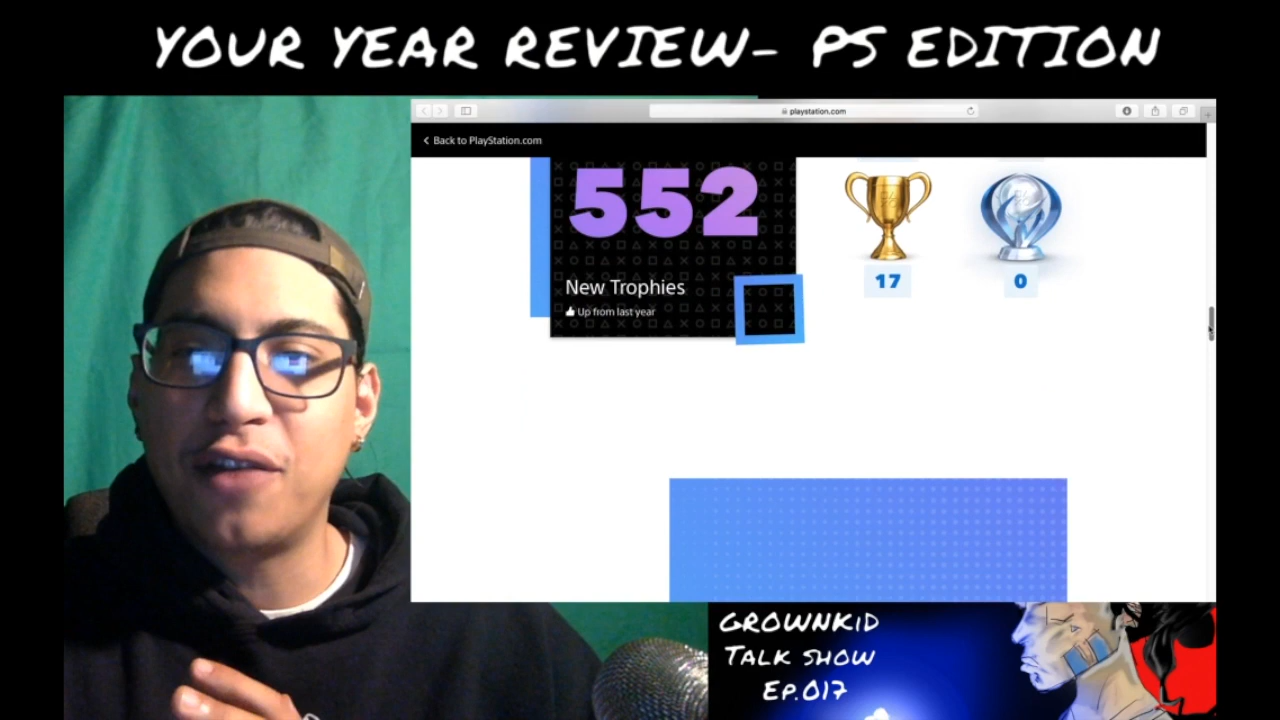 YOUR YEAR REVIEW- PS EDITION
playstation.com
Back to PlayStation.com
552
New Trophies
Up from last year
17
0
GROWNKID
TALK SHOW
EP.017